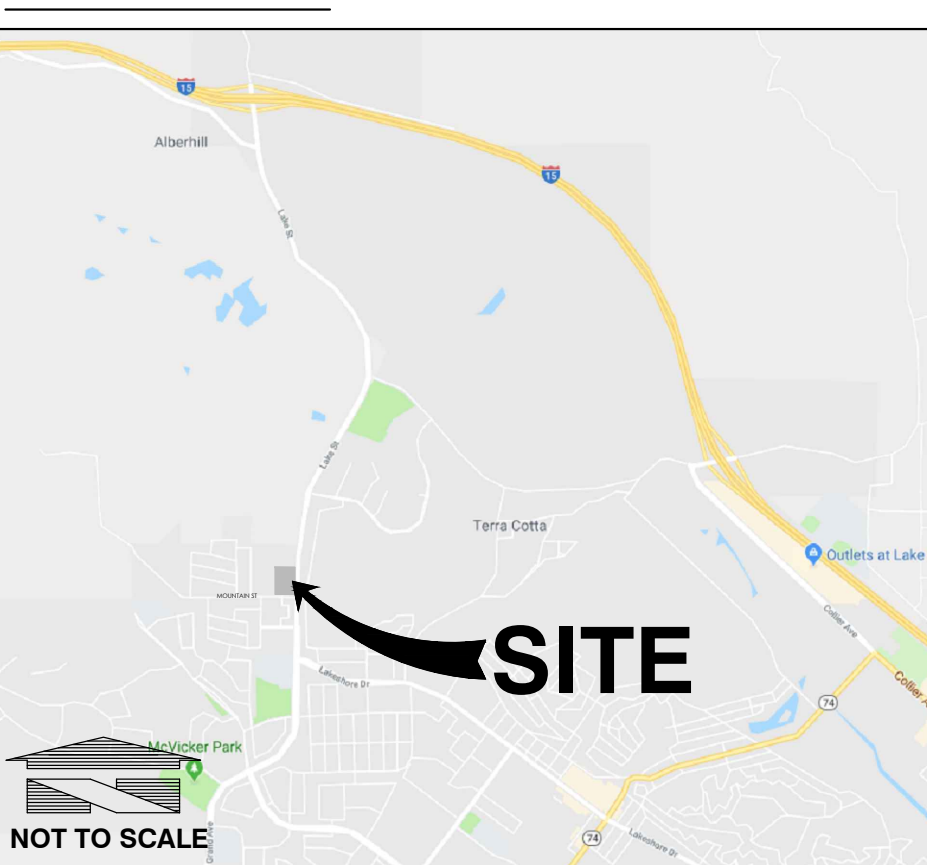 15
Alberhill
15
Lake St
Lake St
Terra Cotta
Outlets at Lake
MOUNTAIN ST
Collier Ave
SITE
Lakeshore Dr
Collier A
74
McVicker Park
NOT TO SCALE
Grand Ave
74
Lakeshore Dr